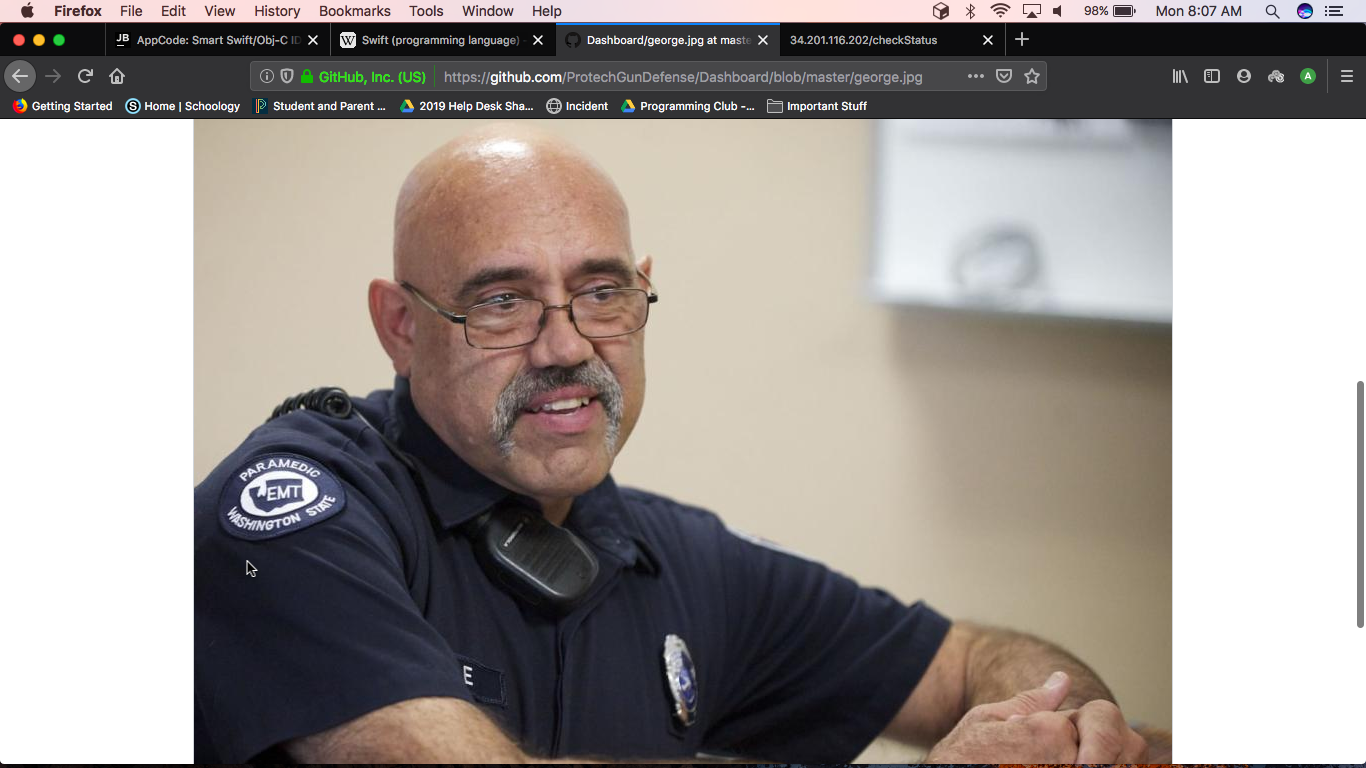 Firefox File Edit View History Bookmarks Tools Window Help 98% Mon 8:07 AM
JB AppCode: Smart Swift/Obj-C ID W Swift (programming language) - Dashboard/george.jpg at maste 34.201.116.202/checkStatus
GitHub, Inc. (US) https://github.com/ProtechGunDefense/Dashboard/blob/master/george.jpg A
Getting Started S Home | Schoology Student and Parent ... 2019 Help Desk Sha... Incident Programming Club -... Important Stuff
PARAMEDIC
EMT
WASHINGTON STATE
E